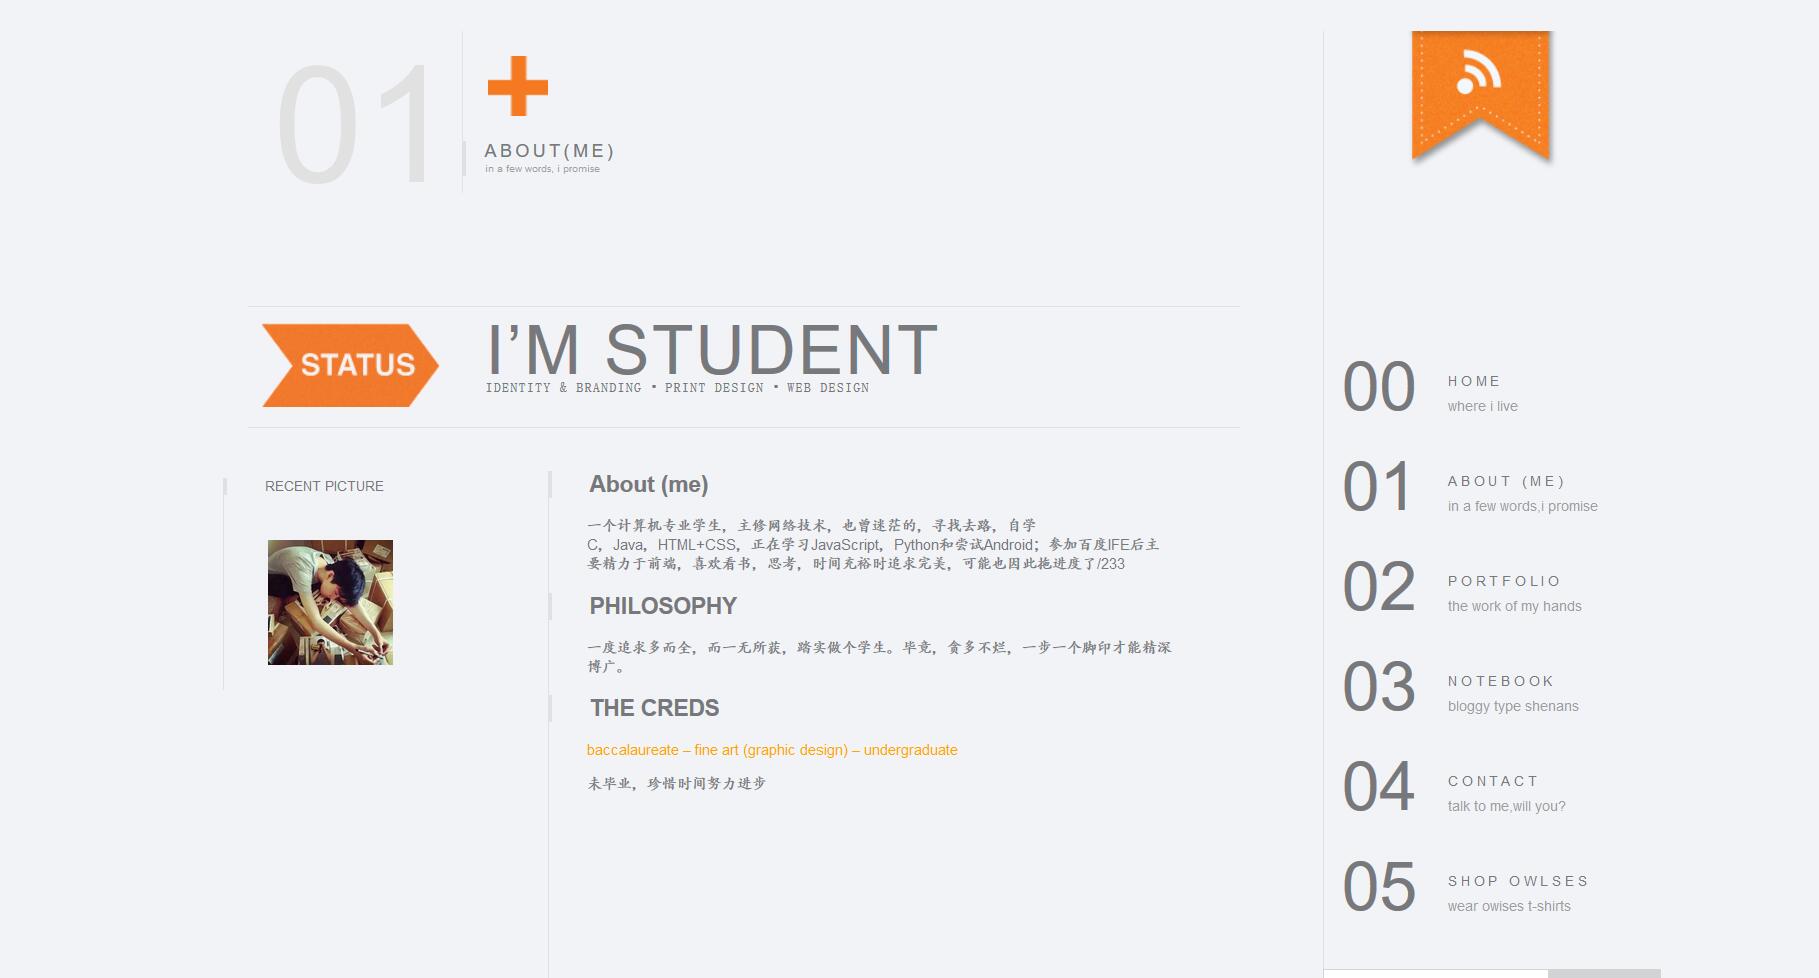 01
ABOUT(ME)
in a few words, i promise
STATUS
I’M STUDENT
IDENTITY & BRANDING • PRINT DESIGN • WEB DESIGN
RECENT PICTURE
About (me)
一个计算机专业学生，主修网络技术，也曾迷茫的，寻找去路，自学
C，Java，HTML+CSS，正在学习JavaScript，Python和尝试Android；参加百度IFE后主
要精力于前端，喜欢看书，思考，时间充裕时追求完美，可能也因此拖进度了/233
PHILOSOPHY
一度追求多而全，而一无所获，踏实做个学生。毕竟，贪多不烂，一步一个脚印才能精深
博广。
THE CREDS
baccalaureate – fine art (graphic design) – undergraduate
未毕业，珍惜时间努力进步
00
HOME
where i live
01
ABOUT (ME)
in a few words,i promise
02
PORTFOLIO
the work of my hands
03
NOTEBOOK
bloggy type shenans
04
CONTACT
talk to me,will you?
05
SHOP OWLSES
wear owises t-shirts